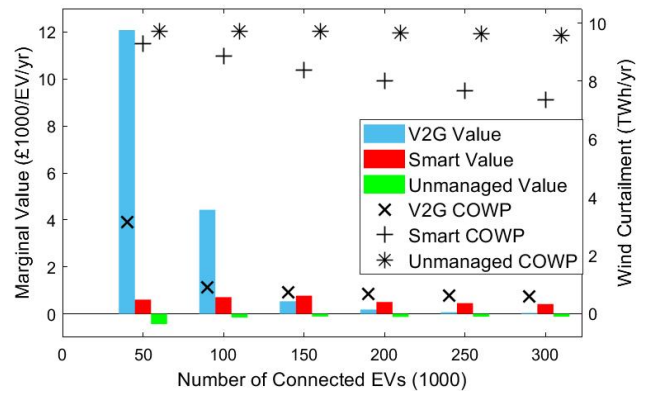 12
10
8
6
4
2
0
Marginal Value (£1000/EV/yr)
10
8
6
4
2
0
Wind Curtailment (TWh/yr)
V2G Value
Smart Value
Unmanaged Value
V2G COWP
Smart COWP
Unmanaged COWP
0 50 100 150 200 250 300
Number of Connected EVs (1000)